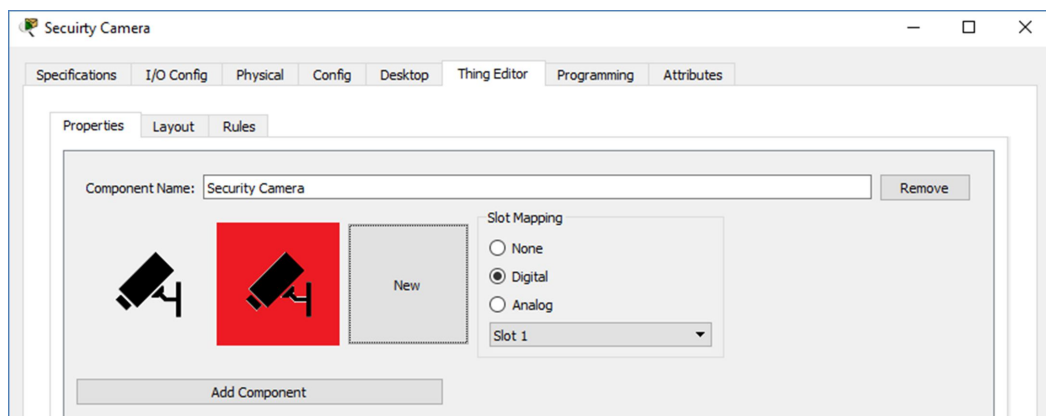 Secuirty Camera
Specifications I/O Config Physical Config Desktop Thing Editor Programming Attributes
Properties Layout Rules
Component Name: Security Camera Remove
Slot Mapping
None
Digital
New
Analog
Slot 1
Add Component